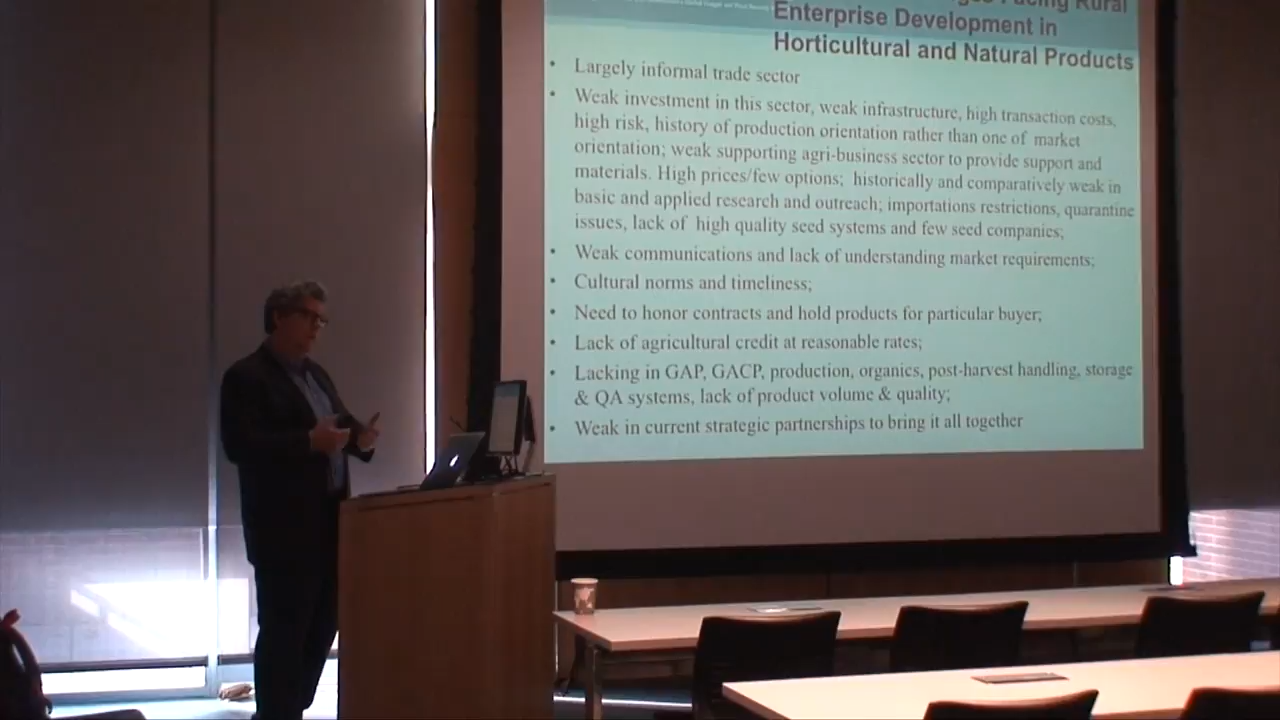 Facing Rural
Enterprise Development in
Horticultural and Natural Products
• Largely informal trade sector
• Weak investment in this sector, weak infrastructure, high transaction costs,
high risk, history of production orientation rather than one of market
orientation; weak supporting agri-business sector to provide support and
materials. High prices/few options; historically and comparatively weak in
basic and applied research and outreach; importations restrictions, quarantine
issues, lack of high quality seed systems and few seed companies;
• Weak communications and lack of understanding market requirements;
• Cultural norms and timeliness;
• Need to honor contracts and hold products for particular buyer;
• Lack of agricultural credit at reasonable rates;
• Lacking in GAP, GACP, production, organics, post-harvest handling, storage
& QA systems, lack of product volume & quality;
• Weak in current strategic partnerships to bring it all together